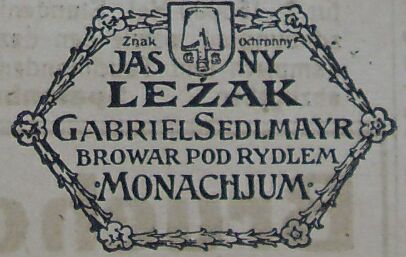 Znak Ochronny
JASNY
LEŻAK
GABRIEL SEDLMAYR
BROWAR POD RYDLEM
·MONACHJUM·